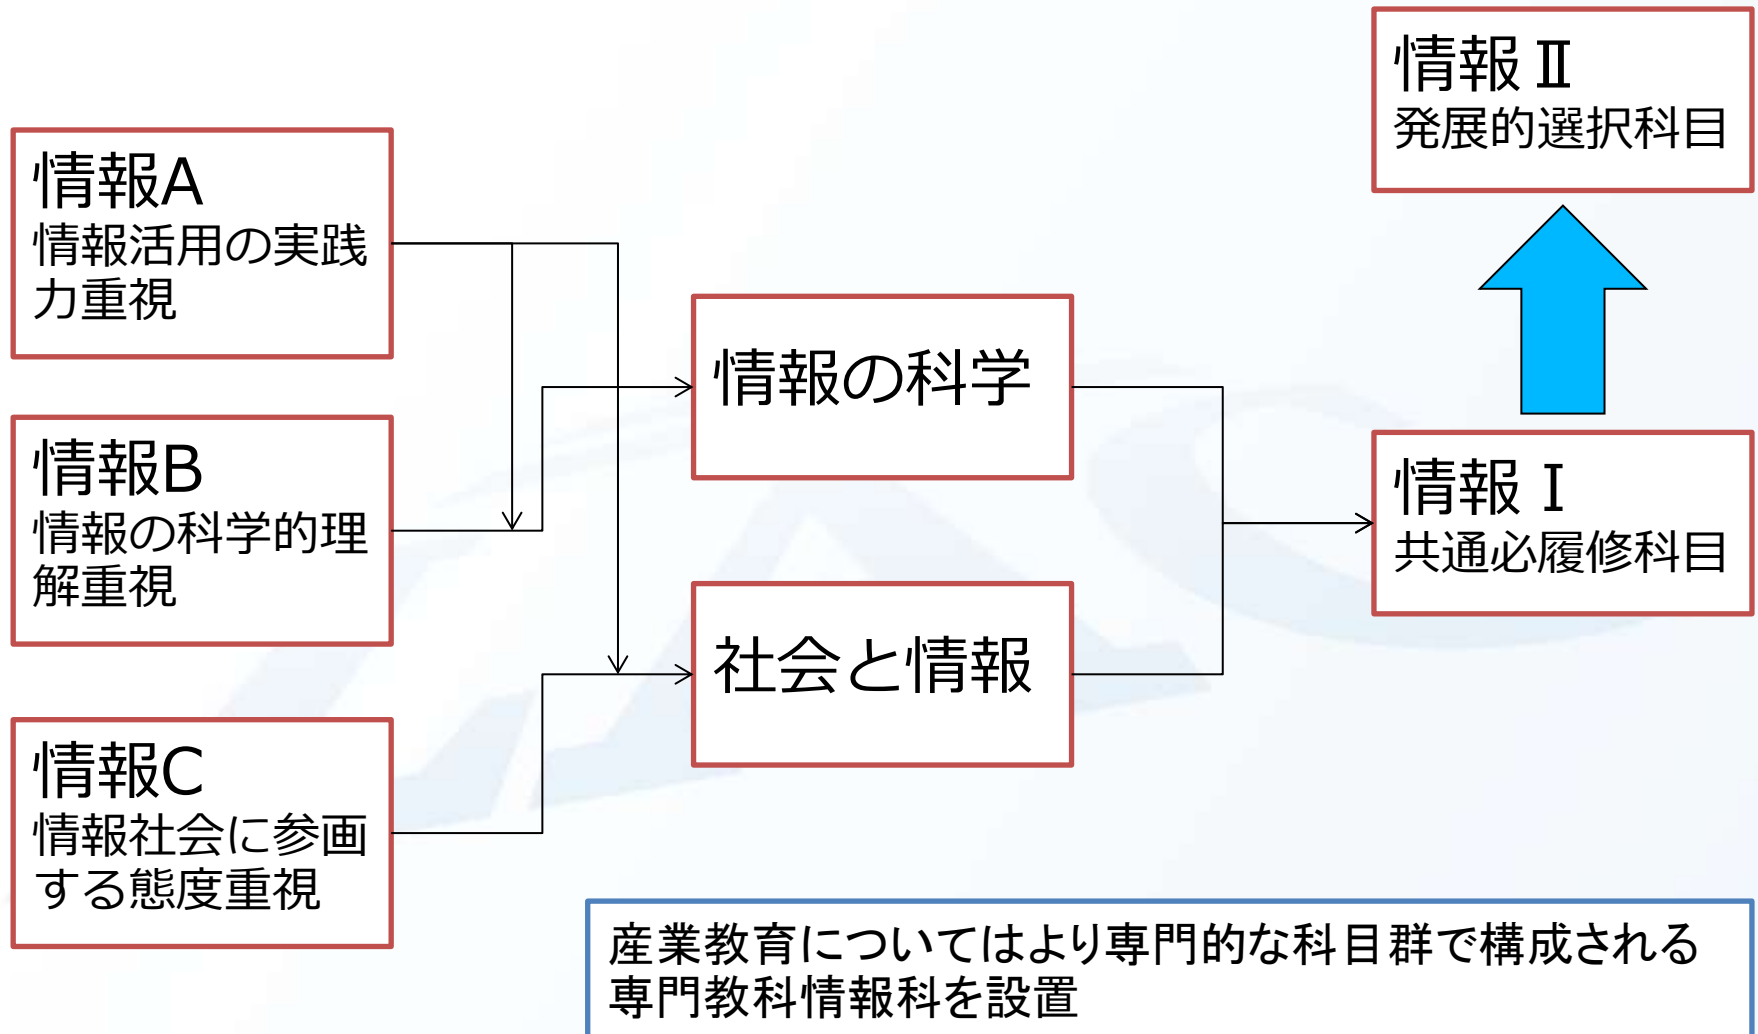 情報A
情報活用の実践
力重視
情報B
情報の科学的理
解重視
情報C
情報社会に参画
する態度重視
情報の科学
社会と情報
情報Ⅱ
発展的選択科目
情報Ⅰ
共通必履修科目
産業教育についてはより専門的な科目群で構成される
専門教科情報科を設置